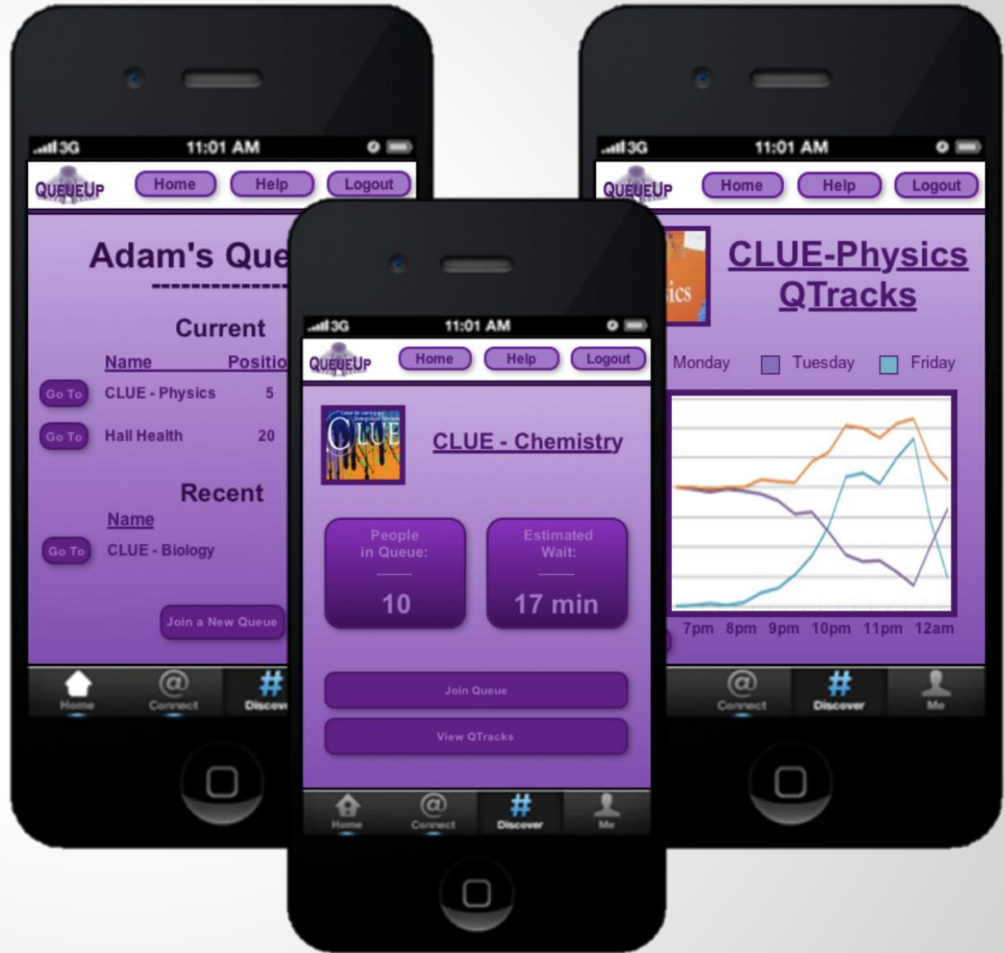 3G
11:01 AM
QUEUEUP
Home
Help
Logout
Adam's Que
--------------
Current
Name
Positio
Go To
CLUE - Physics
5
Go To
Hall Health
20
Recent
Name
Go To
CLUE - Biology
Join a New Queue
Home
Connect
#
Discov
3G
11:01 AM
QUEUEUP
Home
Help
Logout
CLUE
CLUE - Chemistry
People
in Queue:
--------
10
Estimated
Wait:
--------
17 min
Join Queue
View QTracks
Home
@
Connect
#
Discover
Me
3G
11:01 AM
QUEUEUP
Home
Help
Logout
ics
CLUE-Physics
QTracks
Monday
Tuesday
Friday
7pm 8pm 9pm 10pm 11pm 12am
@
Connect
#
Discover
Me